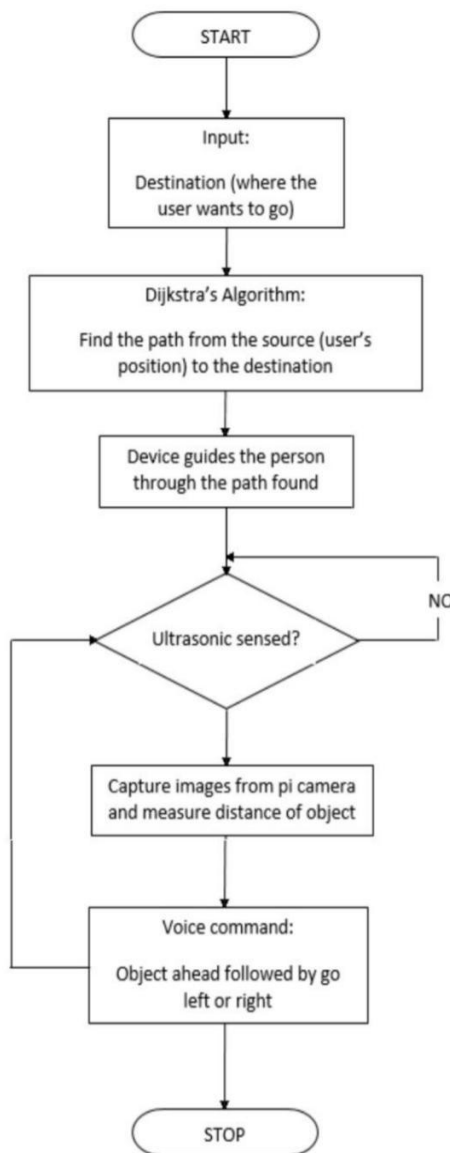 START
Input:
Destination (where the
user wants to go)
Dijkstra's Algorithm:
Find the path from the source (user's
position) to the destination
Device guides the person
through the path found
NO
Ultrasonic sensed?
Capture images from pi camera
and measure distance of object
Voice command:
Object ahead followed by go
left or right
STOP